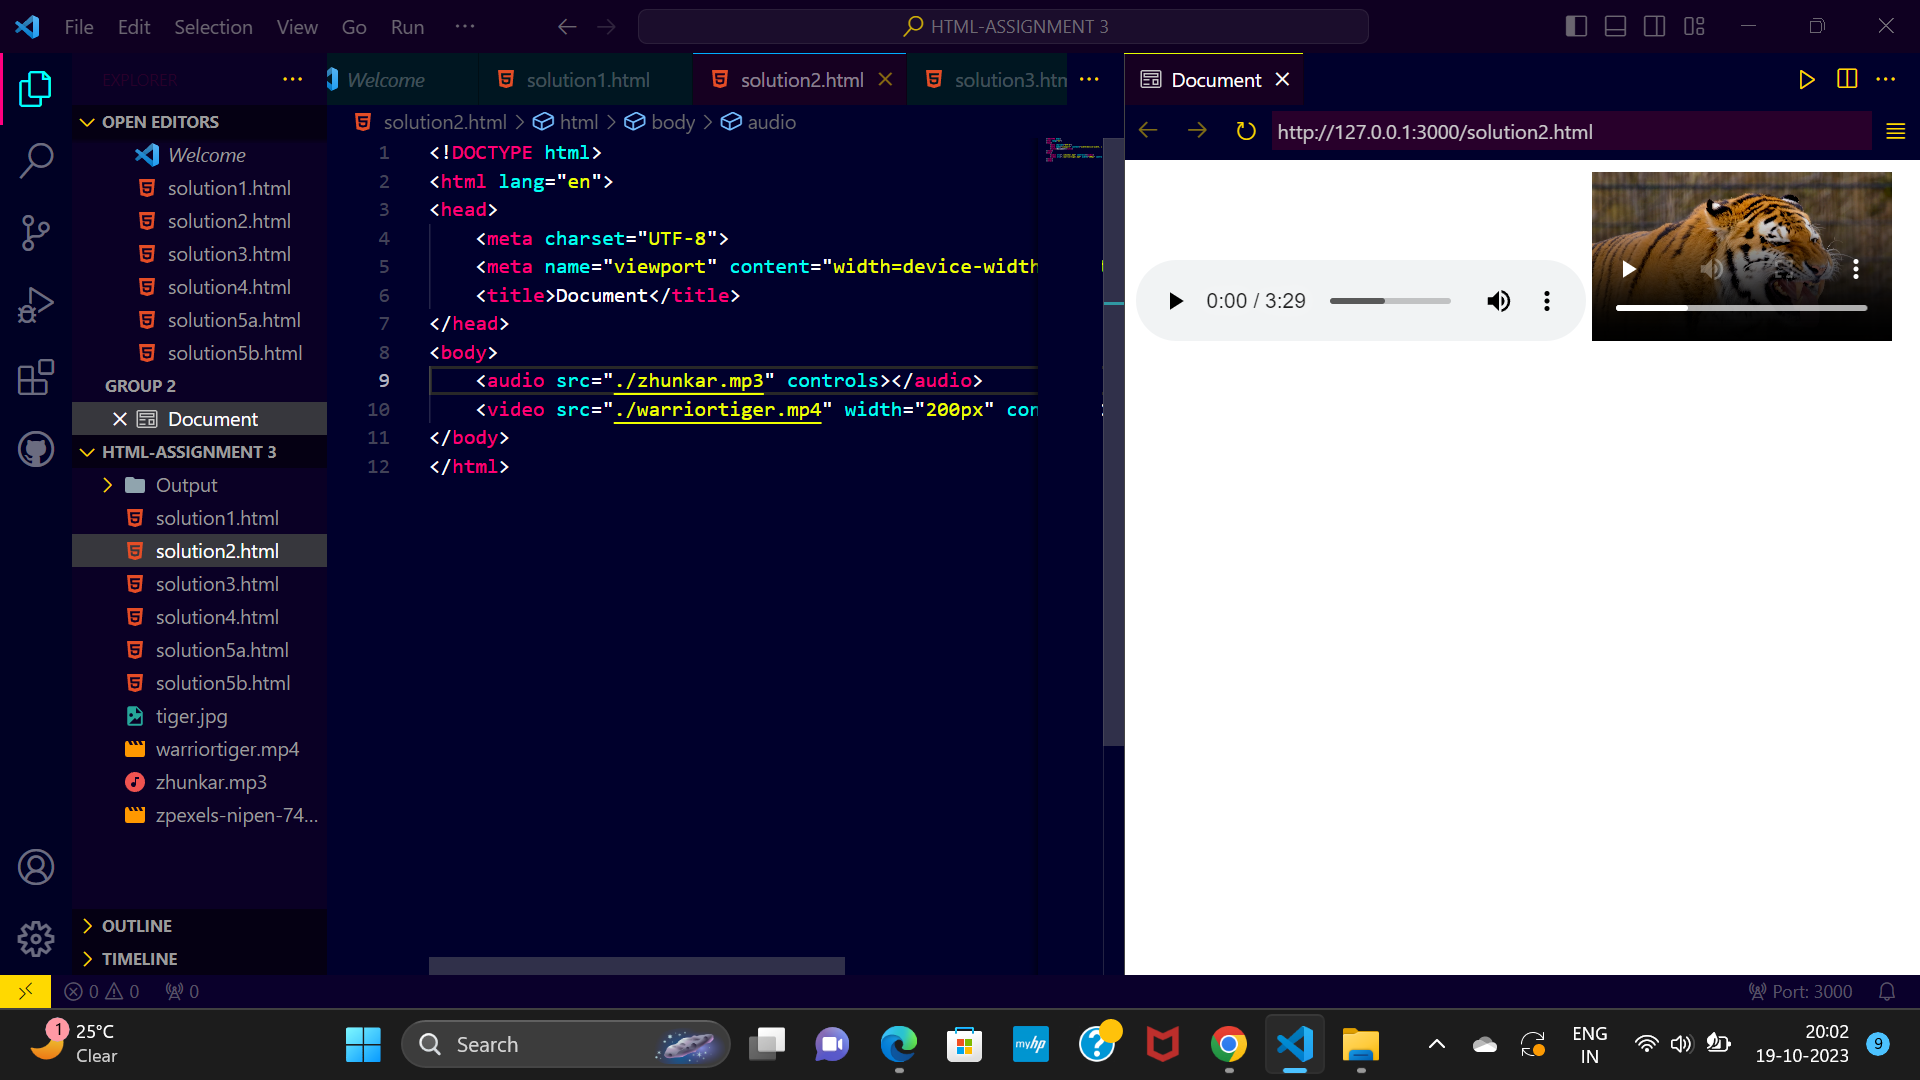 File Edit Selection View Go Run ···
HTML-ASSIGNMENT 3
EXPLORER
OPEN EDITORS
Welcome
solution1.html
solution2.html
solution3.html
solution4.html
solution5a.html
solution5b.html
GROUP 2
Document
HTML-ASSIGNMENT 3
Output
solution1.html
solution2.html
solution3.html
solution4.html
solution5a.html
solution5b.html
tiger.jpg
warriortiger.mp4
zhunkar.mp3
zpexels-nipen-74...
OUTLINE
TIMELINE
Welcome solution1.html solution2.html solution3.htm
solution2.html > html > body > audio
1 <!DOCTYPE html>
2 <html lang="en">
3 <head>
4 <meta charset="UTF-8">
5 <meta name="viewport" content="width=device-width
6 <title>Document</title>
7 </head>
8 <body>
9 <audio src="./zhunkar.mp3" controls></audio>
10 <video src="./warriortiger.mp4" width="200px" con
11 </body>
12 </html>
Document
http://127.0.0.1:3000/solution2.html
0:00 / 3:29
0 0 0
Port: 3000
1
25°C
Clear
Search
myhp
ENG
IN
20:02
19-10-2023
9